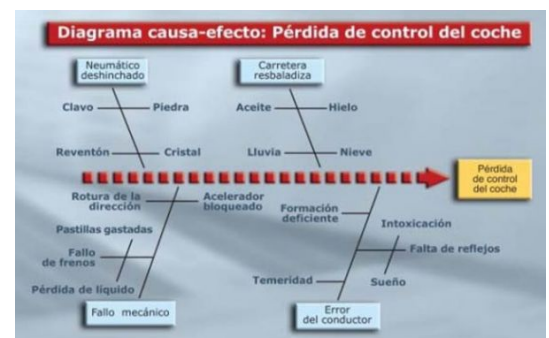 Diagrama causa-efecto: Pérdida de control del coche
Neumático
deshinchado
Carretera
resbaladiza
Clavo
Piedra
Aceite
Hielo
Reventón
Cristal
Lluvia
Nieve
Pérdida
de control
del coche
Rotura de la
dirección
Acelerador
bloqueado
Formación
deficiente
Intoxicación
Pastillas gastadas
Fallo
de frenos
Falta de reflejos
Pérdida de líquido
Temeridad
Sueño
Fallo mecánico
Error
del conductor